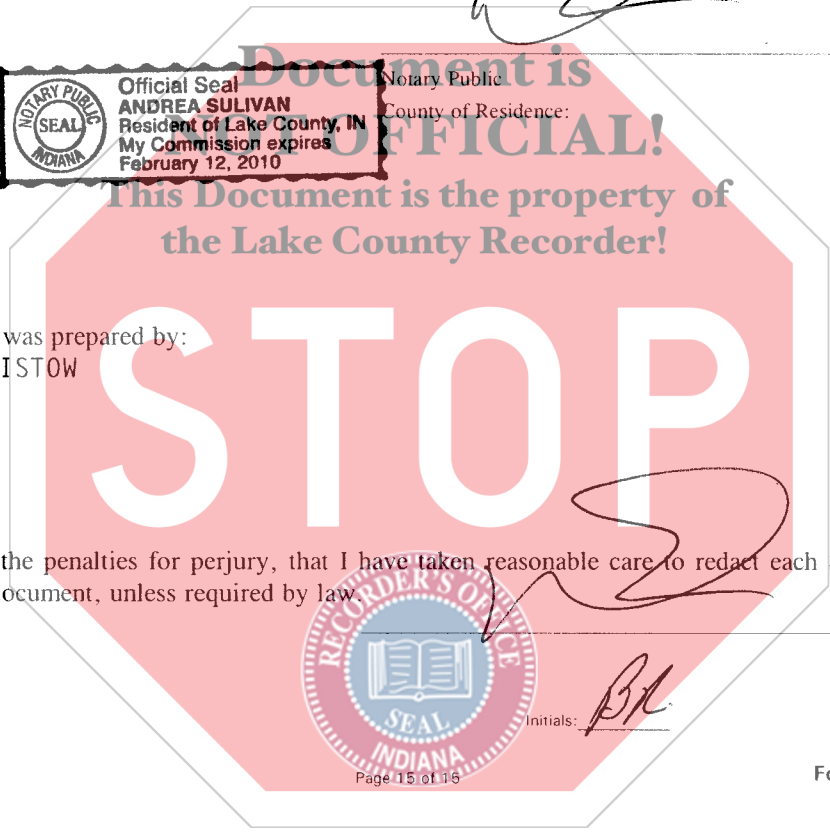 Document is
NOTARY PUBLIC
SEAL
INDIANA
Official Seal
ANDREA SULIVAN
Resident of Lake County, IN
My Commission expires
February 12, 2010
Notary Public
County of Residence:
NOT OFFICIAL!
This Document is the property of
the Lake County Recorder!
was prepared by:
ISTOW
STOP
the penalties for perjury, that I have taken reasonable care to redact each
ocument, unless required by law.
RECORDER'S OFFICE
SEAL
INDIANA
Initials: BR
Page 15 of 16
Fo